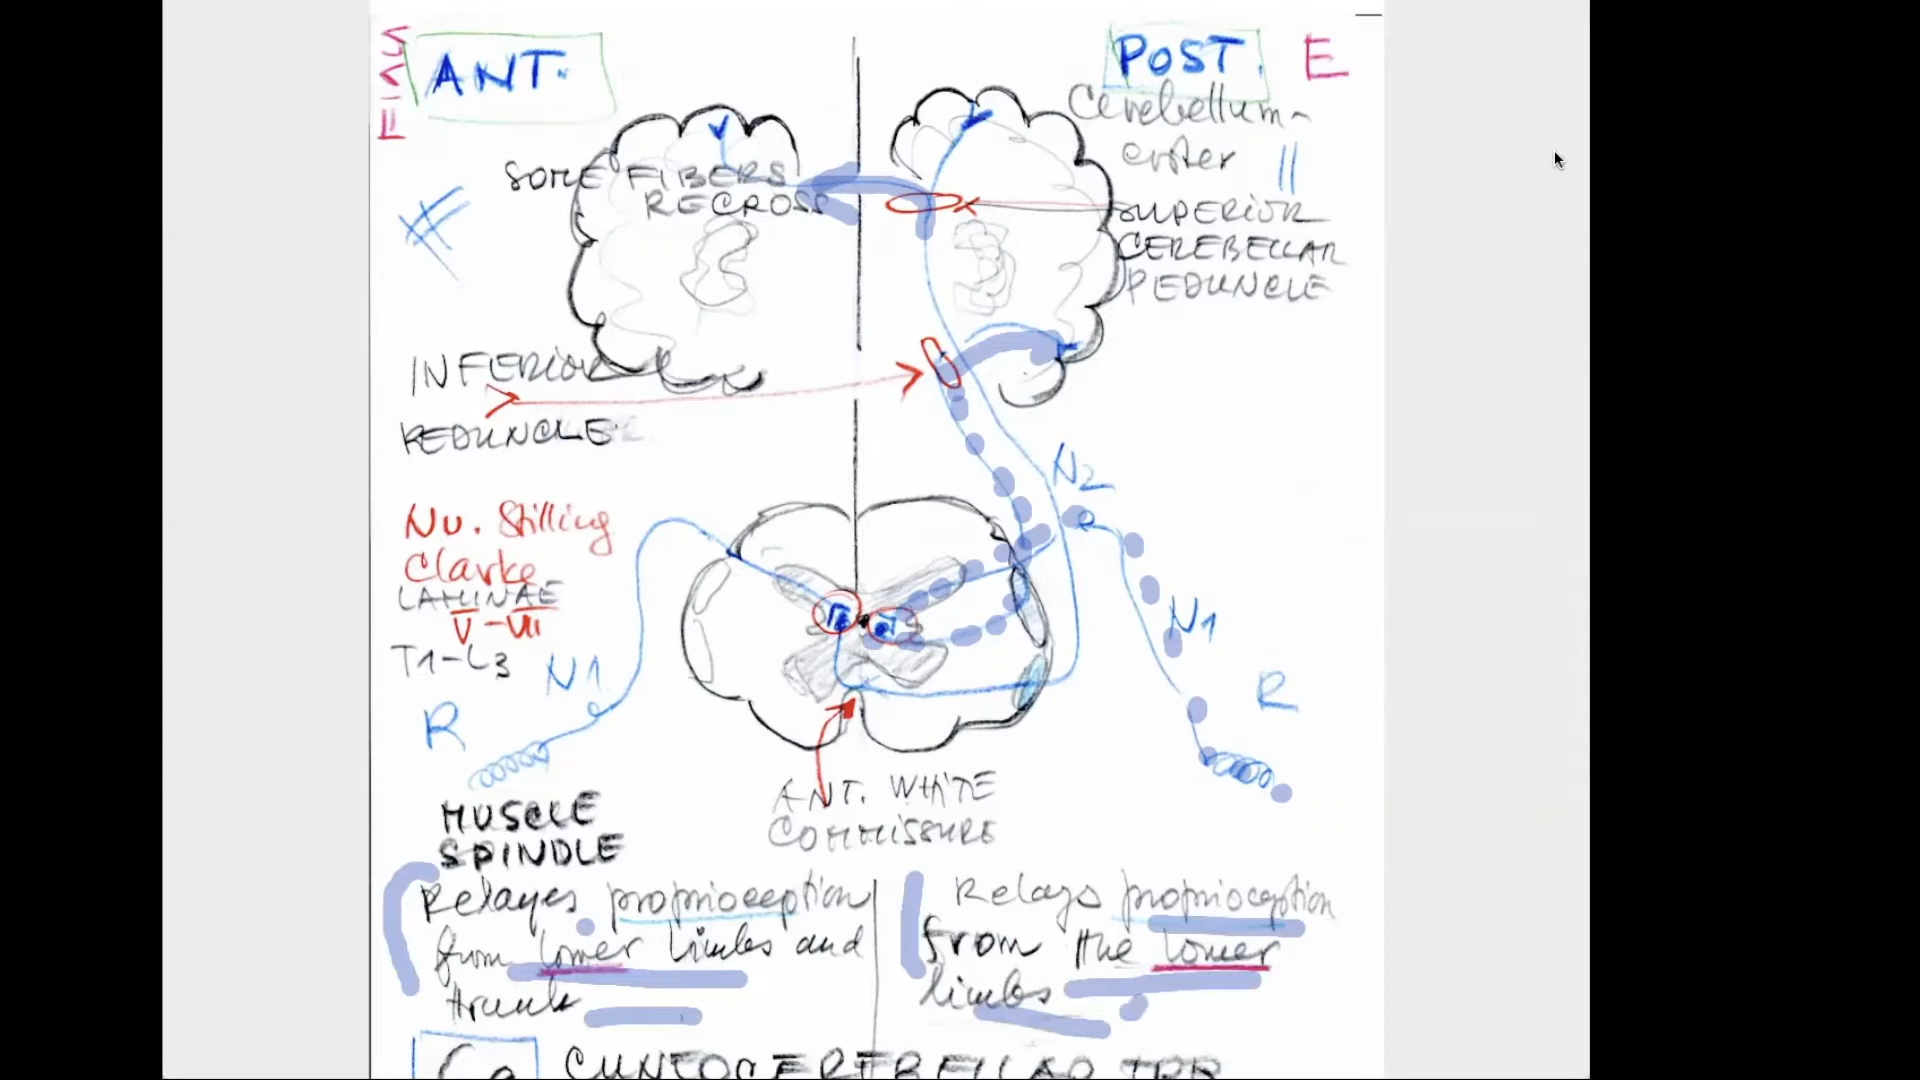 ANT.
POST. E
Cerebellum-
SOME FIBERS
RECROSS
SUPERIOR
CEREBELLAR
PEDUNCLE
INFERIOR
PEDUNCLE
N2
Nu. Stilling
Clarke
LAMINAE
V-VII
T1-L3
N1
N1
R
R
ANT. WHITE
COMMISSURE
MUSCLE
SPINDLE
Relayes proprioception
from lower limbs and
trunk
Relays proprioception
from the lower
limbs